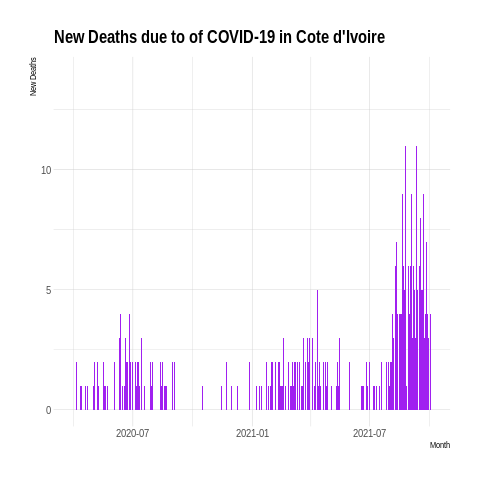 New Deaths due to of COVID-19 in Cote d'Ivoire
New Deaths
10
5
0
2020-07
2021-01
2021-07
Month